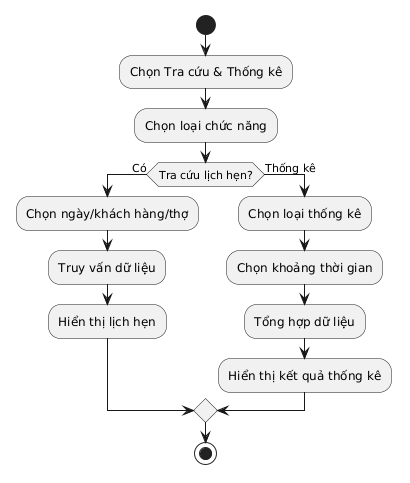 Chọn Tra cứu & Thống kê
Chọn loại chức năng
Có
Tra cứu lịch hẹn?
Thống kê
Chọn ngày/khách hàng/thợ
Truy vấn dữ liệu
Hiển thị lịch hẹn
Chọn loại thống kê
Chọn khoảng thời gian
Tổng hợp dữ liệu
Hiển thị kết quả thống kê